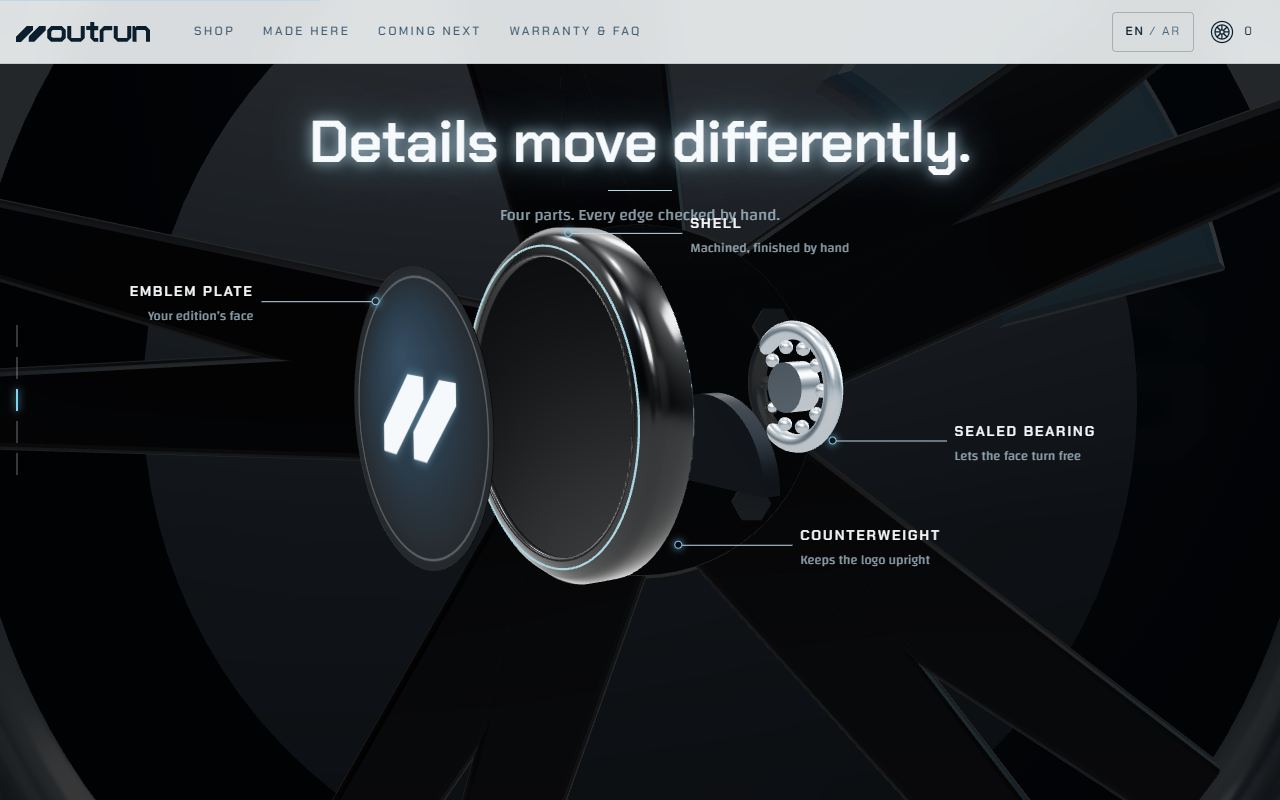 outrun
SHOP
MADE HERE
COMING NEXT
WARRANTY & FAQ
EN / AR
0
Details move differently.
Four parts. Every edge checked by hand.
SHELL
Machined, finished by hand
EMBLEM PLATE
Your edition's face
SEALED BEARING
Lets the face turn free
COUNTERWEIGHT
Keeps the logo upright